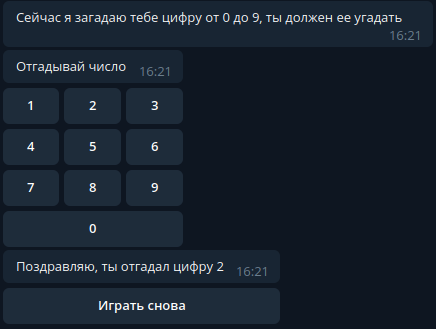 Сейчас я загадаю тебе цифру от 0 до 9, ты должен ее угадать
16:21
Отгадывай число 16:21
1 2 3
4 5 6
7 8 9
0
Поздравляю, ты отгадал цифру 2 16:21
Играть снова